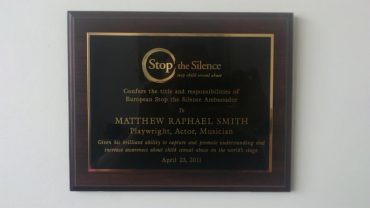 Stop the Silence
stop child sexual abuse
Confers the title and responsibilities of
European Stop the Silence Ambassador
To
MATTHEW RAPHAEL SMITH
Playwright, Actor, Musician
Given his brilliant ability to capture and promote understanding and
increase awareness about child sexual abuse on the world's stage
April 23, 2011